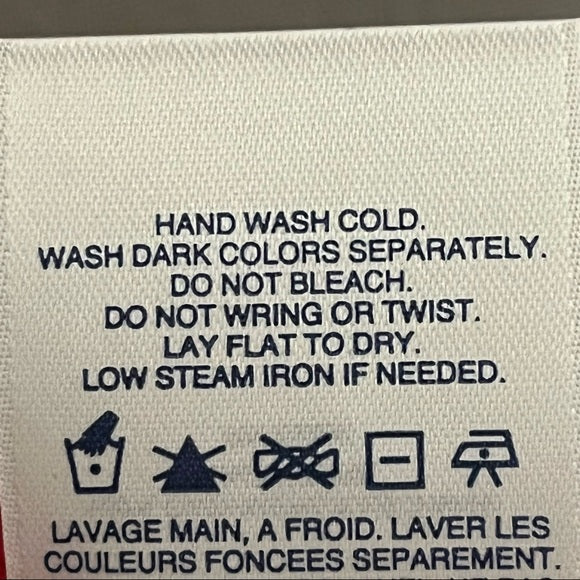 HAND WASH COLD.
WASH DARK COLORS SEPARATELY.
DO NOT BLEACH.
DO NOT WRING OR TWIST.
LAY FLAT TO DRY.
LOW STEAM IRON IF NEEDED.
LAVAGE MAIN, A FROID. LAVER LES
COULEURS FONCEES SEPAREMENT.